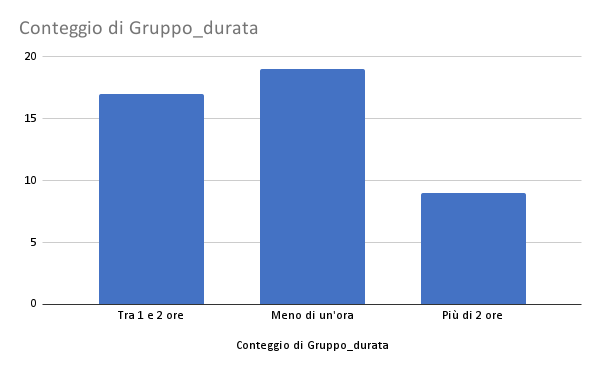 Conteggio di Gruppo_durata
20
15
10
5
0
Tra 1 e 2 ore Meno di un'ora Più di 2 ore
Conteggio di Gruppo_durata